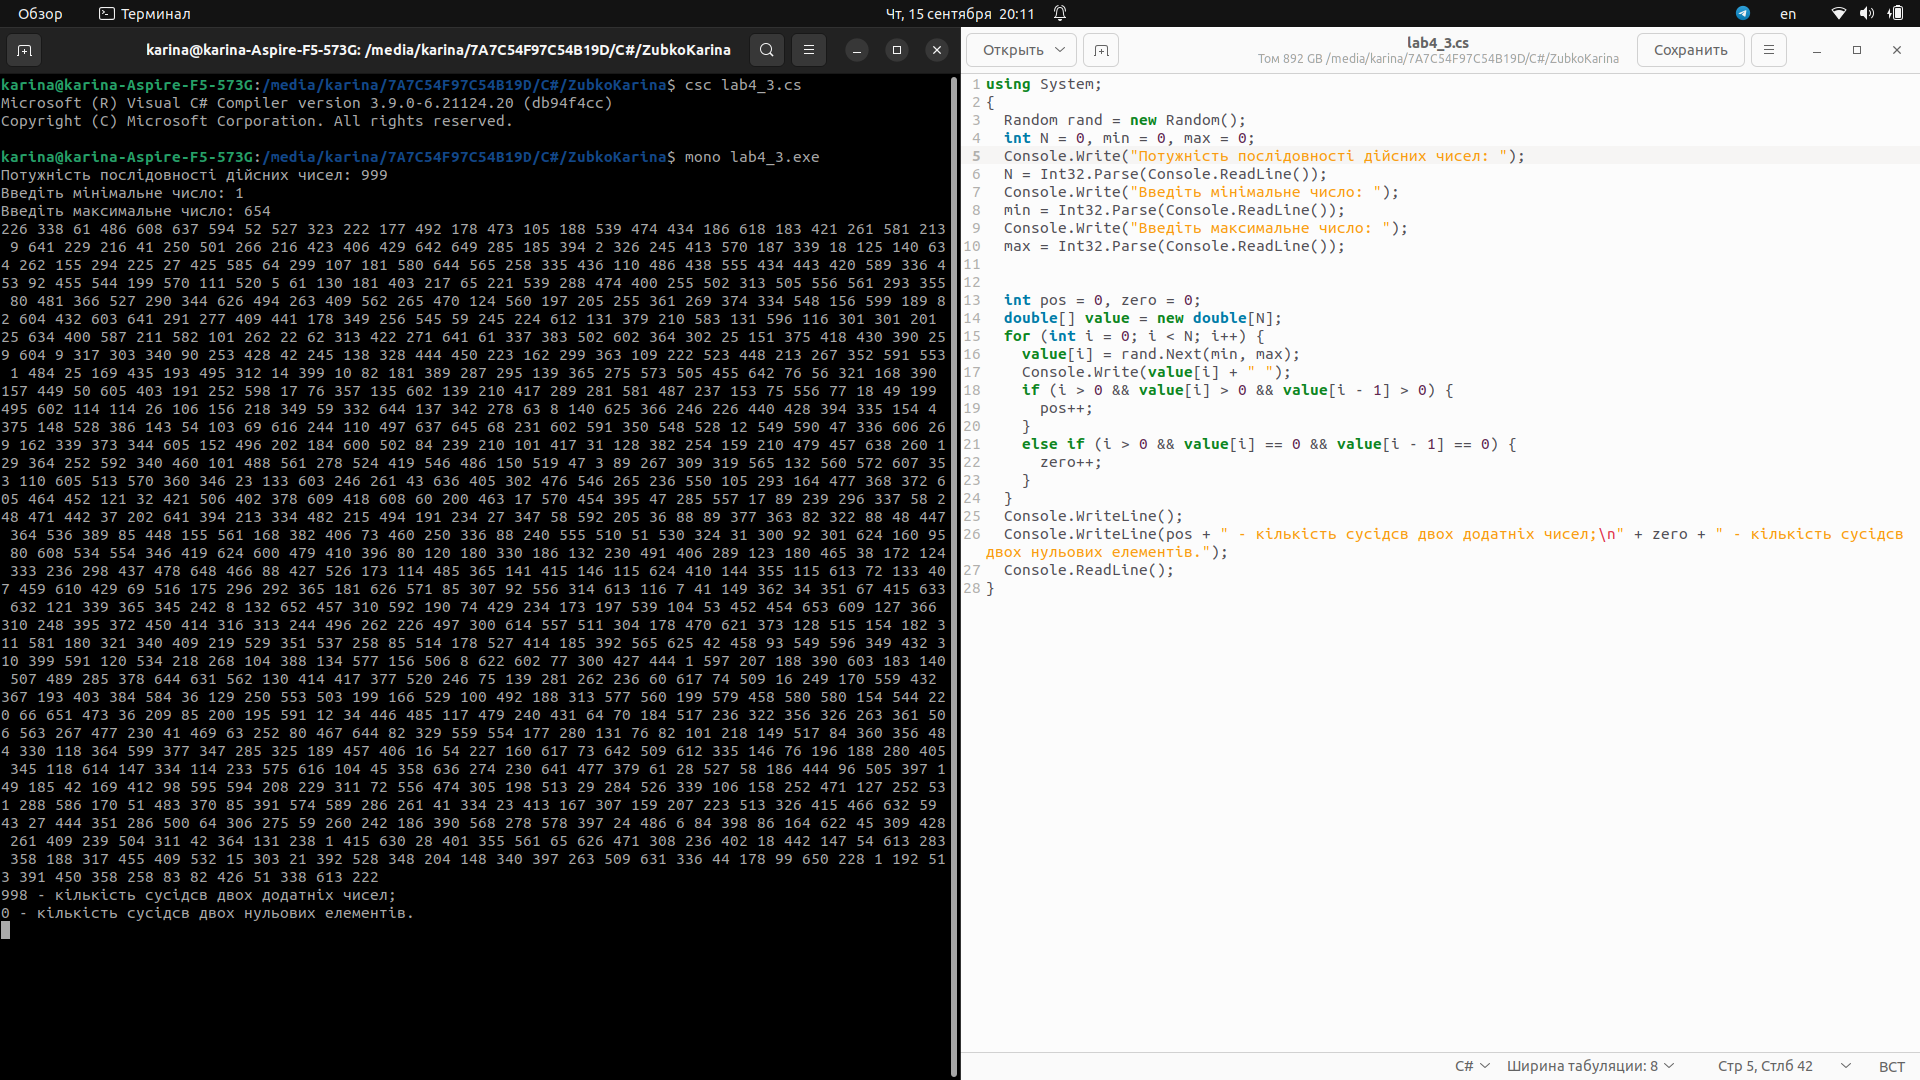 Обзор
Терминал
Чт, 15 сентября 20:11
en
karina@karina-Aspire-F5-573G: /media/karina/7A7C54F97C54B19D/C#/ZubkoKarina
karina@karina-Aspire-F5-573G:/media/karina/7A7C54F97C54B19D/C#/ZubkoKarina$ csc lab4_3.cs
Microsoft (R) Visual C# Compiler version 3.9.0-6.21124.20 (db94f4cc)
Copyright (C) Microsoft Corporation. All rights reserved.
karina@karina-Aspire-F5-573G:/media/karina/7A7C54F97C54B19D/C#/ZubkoKarina$ mono lab4_3.exe
Потужність послідовності дійсних чисел: 999
Введіть мінімальне число: 1
Введіть максимальне число: 654
226 338 61 486 608 637 594 52 527 323 222 177 492 178 473 105 188 539 474 434 186 618 183 421 261 581 213
 9 641 229 216 41 250 501 266 216 423 406 429 642 649 285 185 394 2 326 245 413 570 187 339 18 125 140 63
4 262 155 294 225 27 425 585 64 299 107 181 580 644 565 258 335 436 110 486 438 555 434 443 420 589 336 4
53 92 455 544 199 570 111 520 5 61 130 181 403 217 65 221 539 288 474 400 255 502 313 505 556 561 293 355
 80 481 366 527 290 344 626 494 263 409 562 265 470 124 560 197 205 255 361 269 374 334 548 156 599 189 8
2 604 432 603 641 291 277 409 441 178 349 256 545 59 245 224 612 131 379 210 583 131 596 116 301 301 201
25 634 400 587 211 582 101 262 22 62 313 422 271 641 61 337 383 502 602 364 302 25 151 375 418 430 390 25
9 604 9 317 303 340 90 253 428 42 245 138 328 444 450 223 162 299 363 109 222 523 448 213 267 352 591 553
 1 484 25 169 435 193 495 312 14 399 10 82 181 389 287 295 139 365 275 573 505 455 642 76 56 321 168 390
157 449 50 605 403 191 252 598 17 76 357 135 602 139 210 417 289 281 581 487 237 153 75 556 77 18 49 199
495 602 114 114 26 106 156 218 349 59 332 644 137 342 278 63 8 140 625 366 246 226 440 428 394 335 154 4
375 148 528 386 143 54 103 69 616 244 110 497 637 645 68 231 602 591 350 548 528 12 549 590 47 336 606 26
9 162 339 373 344 605 152 496 202 184 600 502 84 239 210 101 417 31 128 382 254 159 210 479 457 638 260 1
29 364 252 592 340 460 101 488 561 278 524 419 546 486 150 519 47 3 89 267 309 319 565 132 560 572 607 35
3 110 605 513 570 360 346 23 133 603 246 261 43 636 405 302 476 546 265 236 550 105 293 164 477 368 372 6
05 464 452 121 32 421 506 402 378 609 418 608 60 200 463 17 570 454 395 47 285 557 17 89 239 296 337 58 2
48 471 442 37 202 641 394 213 334 482 215 494 191 234 27 347 58 592 205 36 88 89 377 363 82 322 88 48 447
 364 536 389 85 448 155 561 168 382 406 73 460 250 336 88 240 555 510 51 530 324 31 300 92 301 624 160 95
 80 608 534 554 346 419 624 600 479 410 396 80 120 180 330 186 132 230 491 406 289 123 180 465 38 172 124
 333 236 298 437 478 648 466 88 427 526 173 114 485 365 141 415 146 115 624 410 144 355 115 613 72 133 40
7 459 610 429 69 516 175 296 292 365 181 626 571 85 307 92 556 314 613 116 7 41 149 362 34 351 67 415 633
 632 121 339 365 345 242 8 132 652 457 310 592 190 74 429 234 173 197 539 104 53 452 454 653 609 127 366
310 248 395 372 450 414 316 313 244 496 262 226 497 300 614 557 511 304 178 470 621 373 128 515 154 182 3
11 581 180 321 340 409 219 529 351 537 258 85 514 178 527 414 185 392 565 625 42 458 93 549 596 349 432 3
10 399 591 120 534 218 268 104 388 134 577 156 506 8 622 602 77 300 427 444 1 597 207 188 390 603 183 140
 507 489 285 378 644 631 562 130 414 417 377 520 246 75 139 281 262 236 60 617 74 509 16 249 170 559 432
367 193 403 384 584 36 129 250 553 503 199 166 529 100 492 188 313 577 560 199 579 458 580 580 154 544 22
0 66 651 473 36 209 85 200 195 591 12 34 446 485 117 479 240 431 64 70 184 517 236 322 356 326 263 361 50
6 563 267 477 230 41 469 63 252 80 467 644 82 329 559 554 177 280 131 76 82 101 218 149 517 84 360 356 48
4 330 118 364 599 377 347 285 325 189 457 406 16 54 227 160 617 73 642 509 612 335 146 76 196 188 280 405
 345 118 614 147 334 114 233 575 616 104 45 358 636 274 230 641 477 379 61 28 527 58 186 444 96 505 397 1
49 185 42 169 412 98 595 594 208 229 311 72 556 474 305 198 513 29 284 526 339 106 158 252 471 127 252 53
1 288 586 170 51 483 370 85 391 574 589 286 261 41 334 23 413 167 307 159 207 223 513 326 415 466 632 59
43 27 444 351 286 500 64 306 275 59 260 242 186 390 568 278 578 397 24 486 6 84 398 86 164 622 45 309 428
 261 409 239 504 311 42 364 131 238 1 415 630 28 401 355 561 65 626 471 308 236 402 18 442 147 54 613 283
 358 188 317 455 409 532 15 303 21 392 528 348 204 148 340 397 263 509 631 336 44 178 99 650 228 1 192 51
3 391 450 358 258 83 82 426 51 338 613 222
998 - кількість сусідсв двох додатніх чисел;
0 - кількість сусідсв двох нульових елементів.
Открыть
lab4_3.cs
Том 892 GB /media/karina/7A7C54F97C54B19D/C#/ZubkoKarina
Сохранить
1 using System;
2 {
3   Random rand = new Random();
4   int N = 0, min = 0, max = 0;
5   Console.Write("Потужність послідовності дійсних чисел: ");
6   N = Int32.Parse(Console.ReadLine());
7   Console.Write("Введіть мінімальне число: ");
8   min = Int32.Parse(Console.ReadLine());
9   Console.Write("Введіть максимальне число: ");
10   max = Int32.Parse(Console.ReadLine());
11
12
13   int pos = 0, zero = 0;
14   double[] value = new double[N];
15   for (int i = 0; i < N; i++) {
16     value[i] = rand.Next(min, max);
17     Console.Write(value[i] + " ");
18     if (i > 0 && value[i] > 0 && value[i - 1] > 0) {
19       pos++;
20     }
21     else if (i > 0 && value[i] == 0 && value[i - 1] == 0) {
22       zero++;
23     }
24   }
25   Console.WriteLine();
26   Console.WriteLine(pos + " - кількість сусідсв двох додатніх чисел;\n" + zero + " - кількість сусідсв
двох нульових елементів.");
27   Console.ReadLine();
28 }
C#
Ширина табуляции: 8
Стр 5, Стлб 42
ВСТ